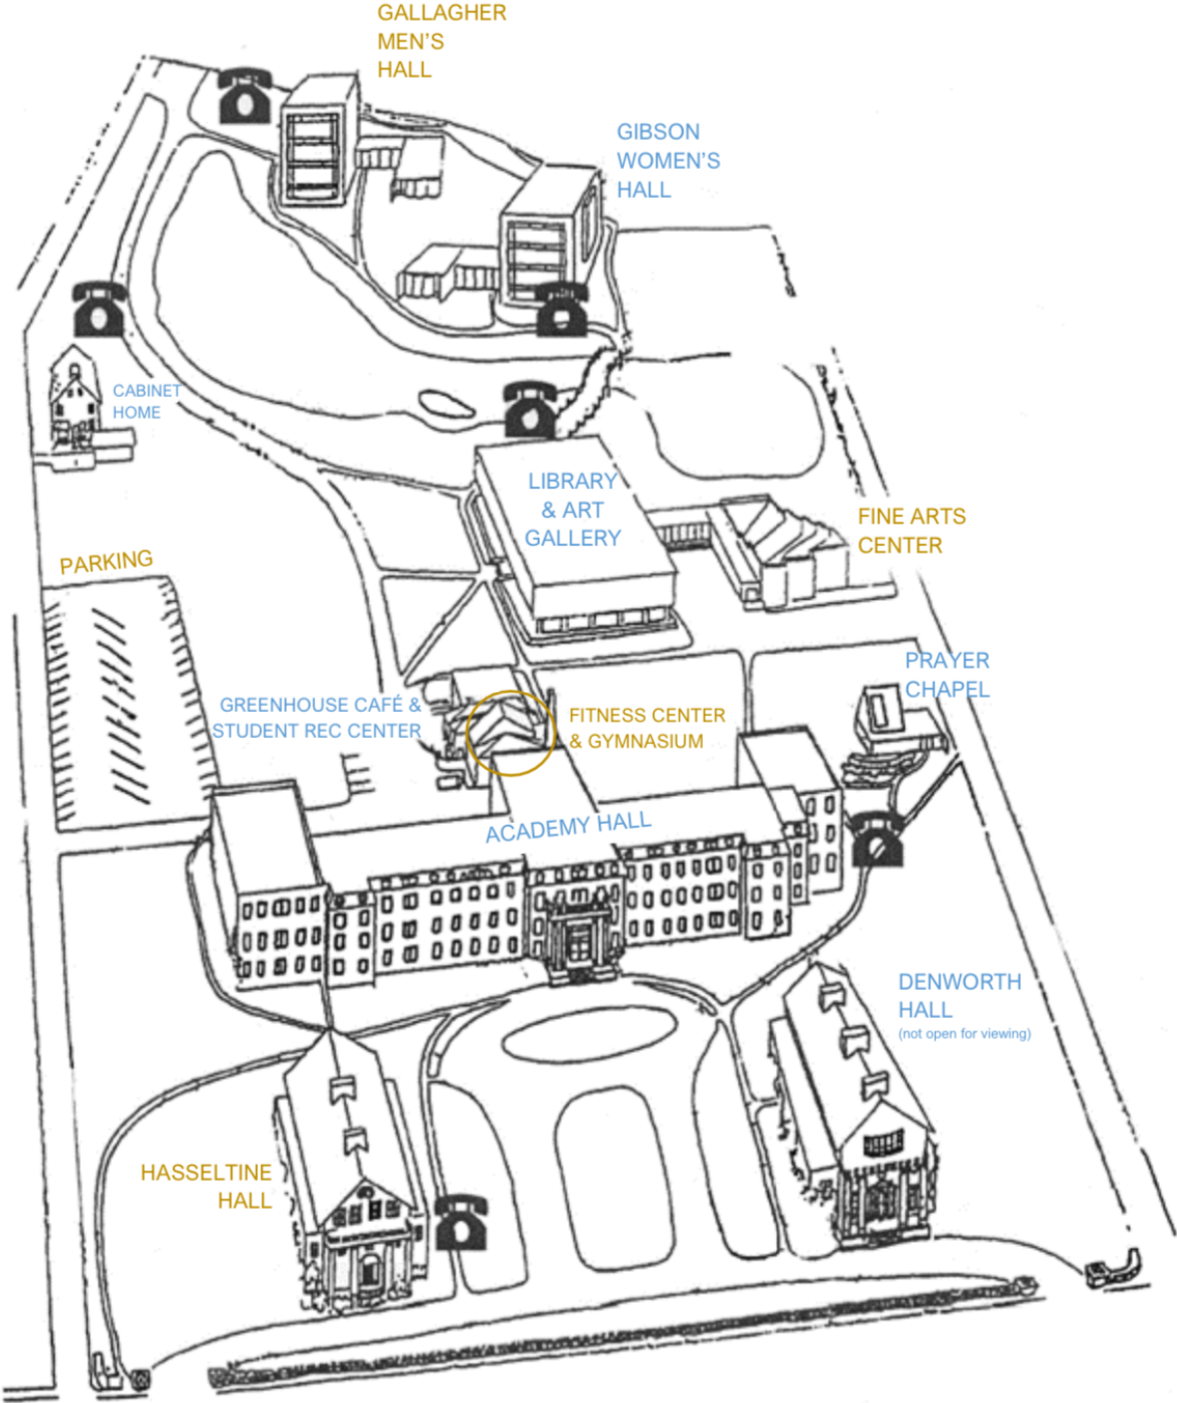 GALLAGHER
MEN'S
HALL
GIBSON
WOMEN'S
HALL
CABINET
HOME
LIBRARY
& ART
GALLERY
FINE ARTS
CENTER
PARKING
PRAYER
CHAPEL
GREENHOUSE CAFÉ &
STUDENT REC CENTER
FITNESS CENTER
& GYMNASIUM
ACADEMY HALL
DENWORTH
HALL
(not open for viewing)
HASSELTINE
HALL